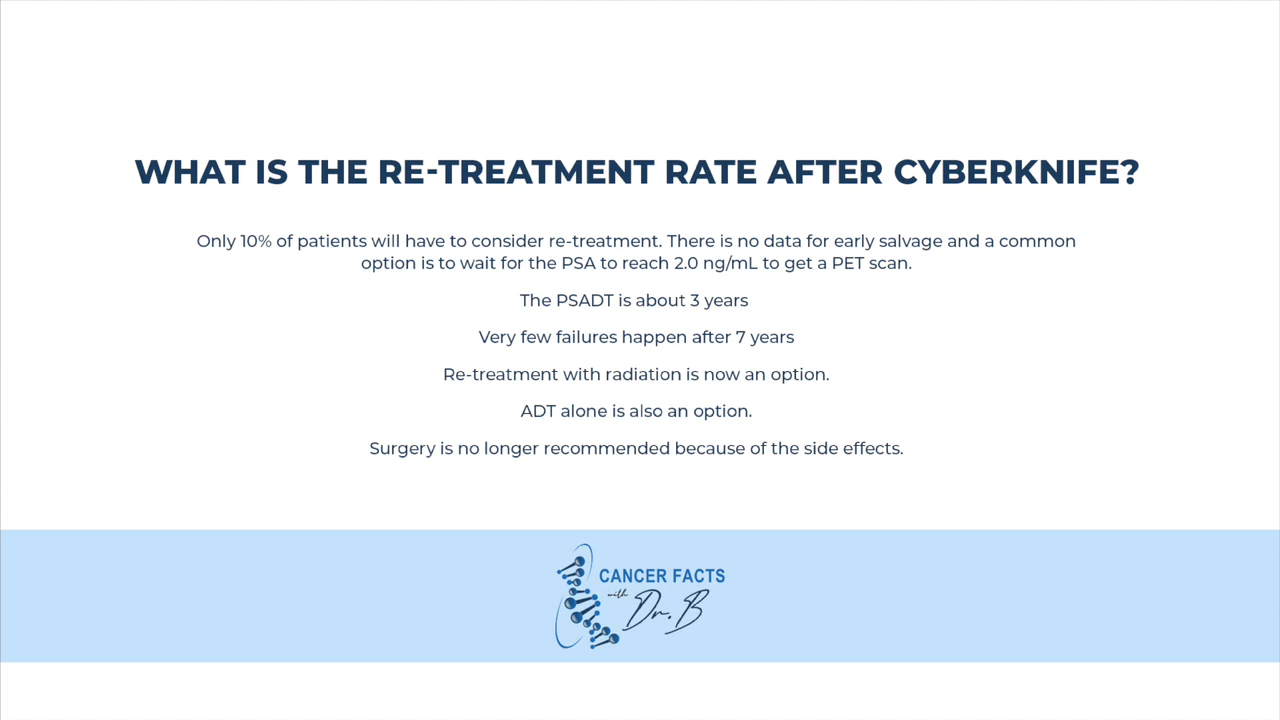 WHAT IS THE RE-TREATMENT RATE AFTER CYBERKNIFE?
Only 10% of patients will have to consider re-treatment. There is no data for early salvage and a common
option is to wait for the PSA to reach 2.0 ng/mL to get a PET scan.
The PSADT is about 3 years
Very few failures happen after 7 years
Re-treatment with radiation is now an option.
ADT alone is also an option.
Surgery is no longer recommended because of the side effects.
CANCER FACTS
with Dr. B